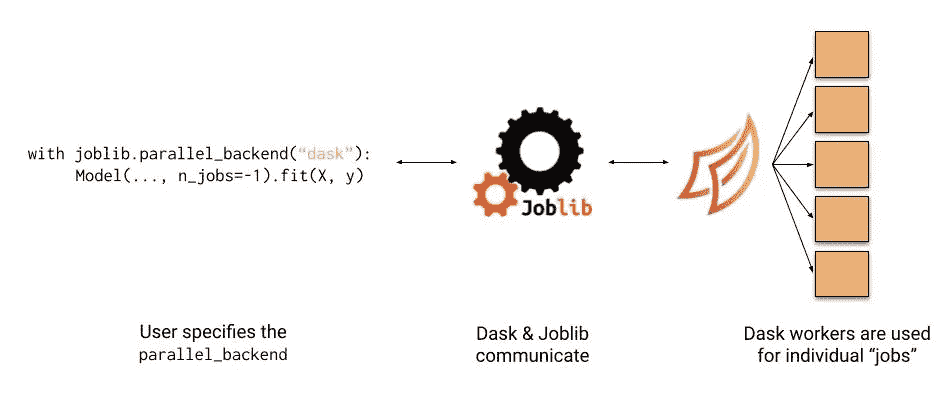 with joblib.parallel_backend(“dask”):
Model(..., n_jobs=-1).fit(X, y)
Joblib
User specifies the
parallel_backend
Dask & Joblib
communicate
Dask workers are used
for individual “jobs”